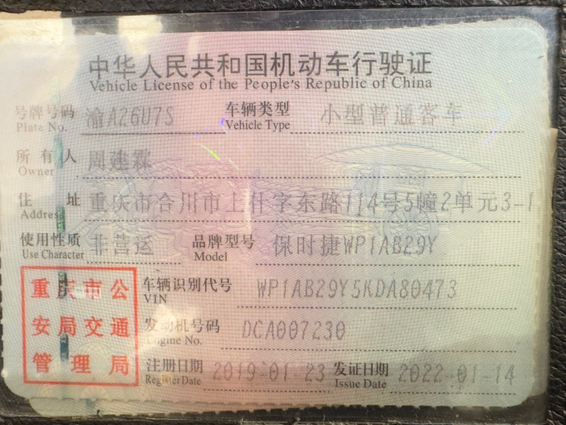 中华人民共和国机动车行驶证
Vehicle License of the People's Republic of China
号牌号码 渝A26U7S 车辆类型 小型普通客车
Plate No. Vehicle Type
所有人 周建霖
Owner
住址 重庆市合川市上什字东路114号5幢2单元3-1
Address
使用性质 非营运 品牌型号 保时捷WP1AB29Y
Use Character Model
重庆市公
安局交通
管理局
车辆识别代号 WP1AB29Y5KDA80473
VIN
发动机号码 DCA007230
Engine No.
注册日期 2019-01-23 发证日期 2022-01-14
Register Date Issue Date